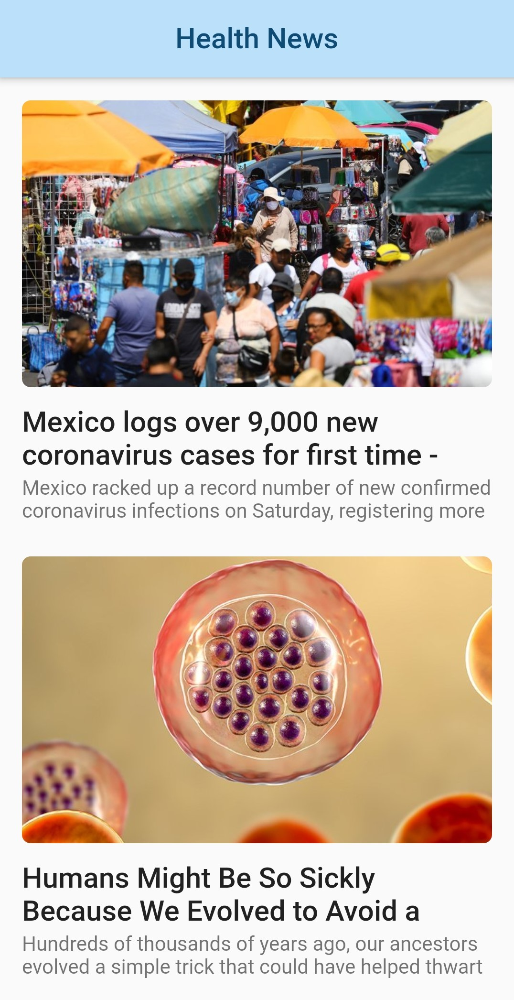 Health News
Mexico logs over 9,000 new
coronavirus cases for first time -
Mexico racked up a record number of new confirmed
coronavirus infections on Saturday, registering more
Humans Might Be So Sickly
Because We Evolved to Avoid a
Hundreds of thousands of years ago, our ancestors
evolved a simple trick that could have helped thwart